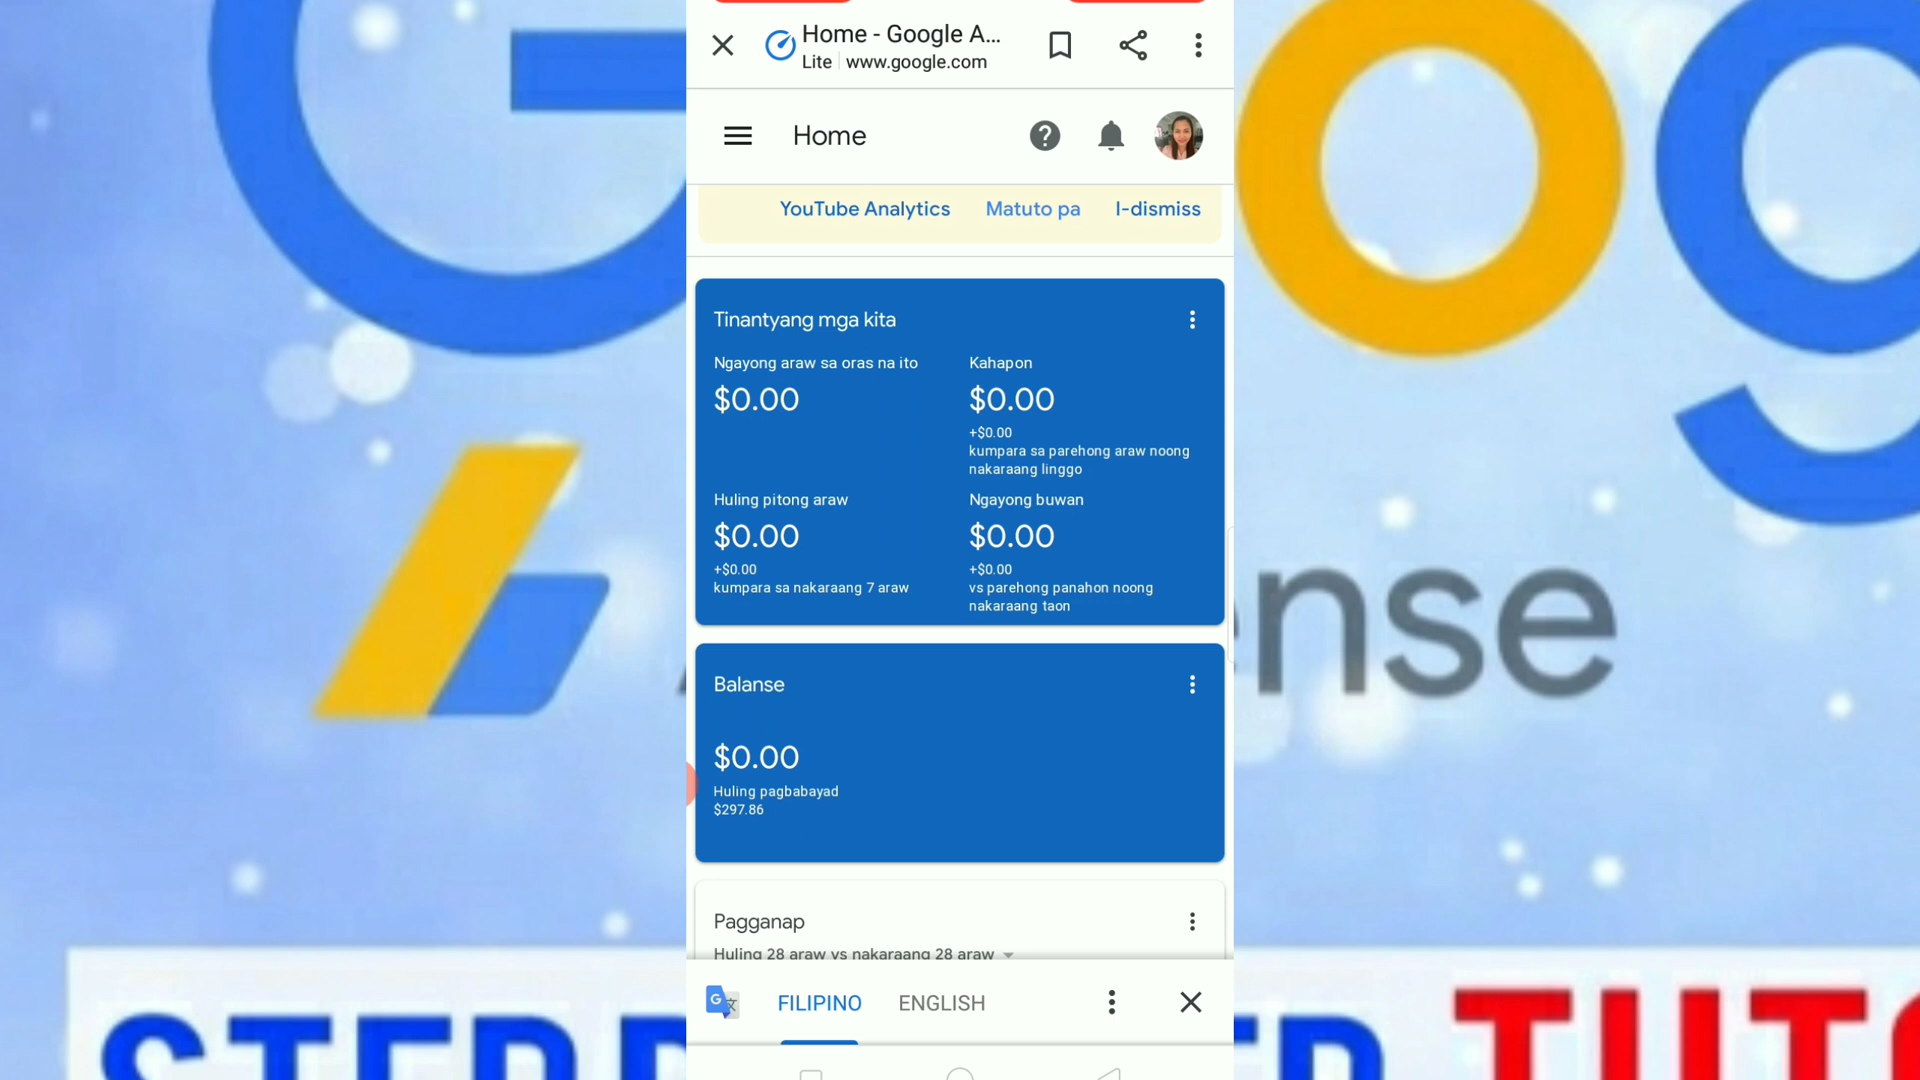 Home - Google A...
Lite www.google.com
Home
YouTube Analytics Matuto pa I-dismiss
Tinantyang mga kita
Ngayong araw sa oras na ito
$0.00
Kahapon
$0.00
+$0.00
kumpara sa parehong araw noong
nakaraang linggo
Huling pitong araw
$0.00
+$0.00
kumpara sa nakaraang 7 araw
Ngayong buwan
$0.00
+$0.00
vs parehong panahon noong
nakaraang taon
Balanse
$0.00
Huling pagbabayad
$297.86
Pagganap
Huling 28 araw vs nakaraang 28 araw
FILIPINO ENGLISH